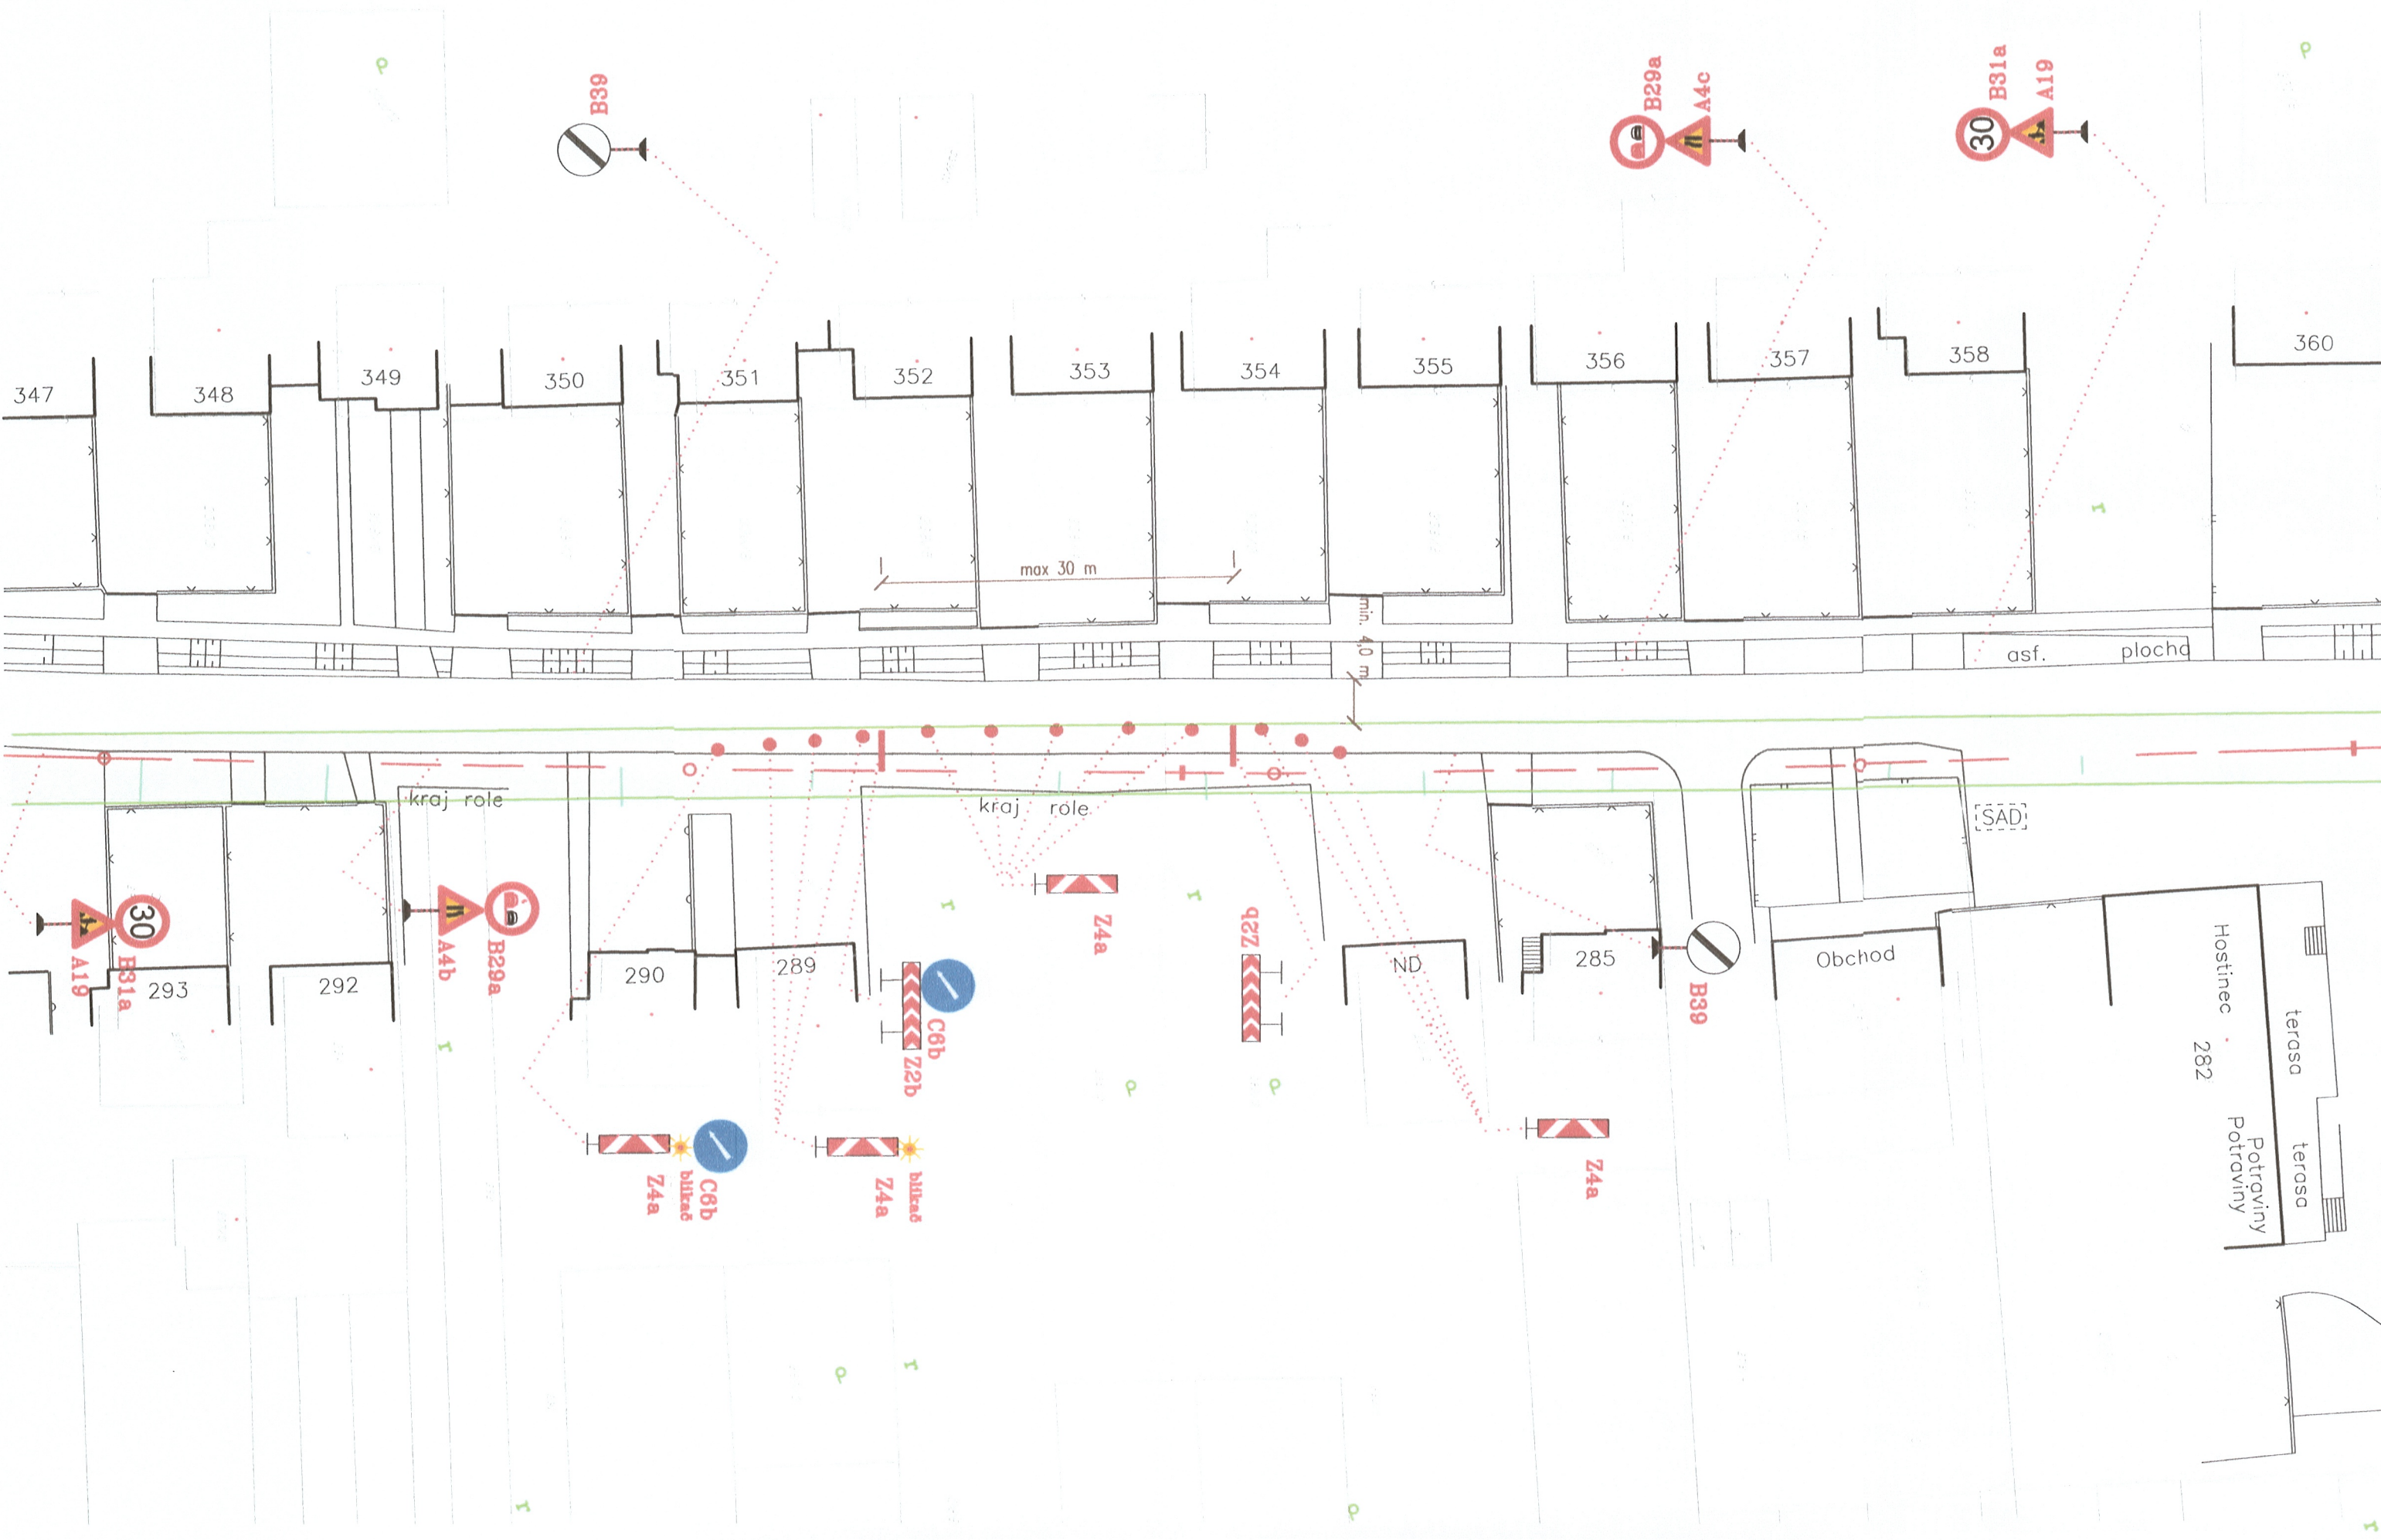 B39
B29a
A4c
B31a
A19
30
347
348
349
350
351
352
353
354
355
356
357
358
360
max 30 m
min. 4,0 m
asf. plocha
kraj role
kraj role
SAD
30
A19
B31a
293
292
A4b
B29a
290
289
C6b
Z2b
Z4a
Z2b
ND
285
B39
Obchod
Hostinec
282
terasa
terasa
Potraviny
Potraviny
Z4a
blikač
C6b
Z4a
blikač
Z4a